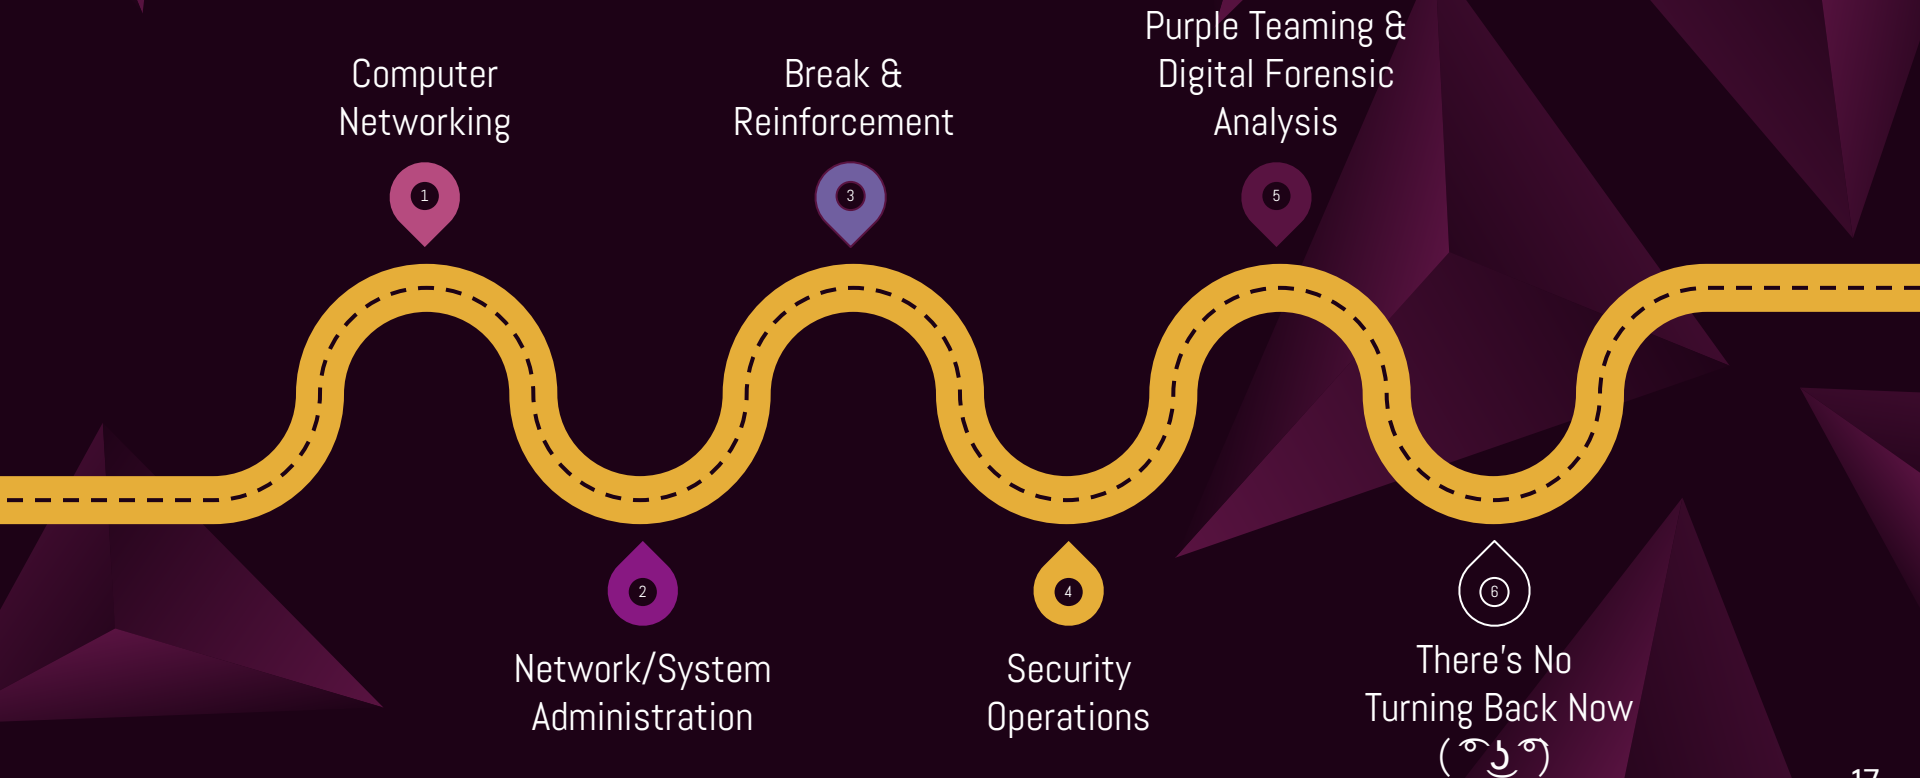 Computer
Networking
1
Network/System
Administration
2
Break &
Reinforcement
3
Security
Operations
4
Purple Teaming &
Digital Forensic
Analysis
5
There's No
Turning Back Now
( ͡° ͜ʖ ͡°)
6
17